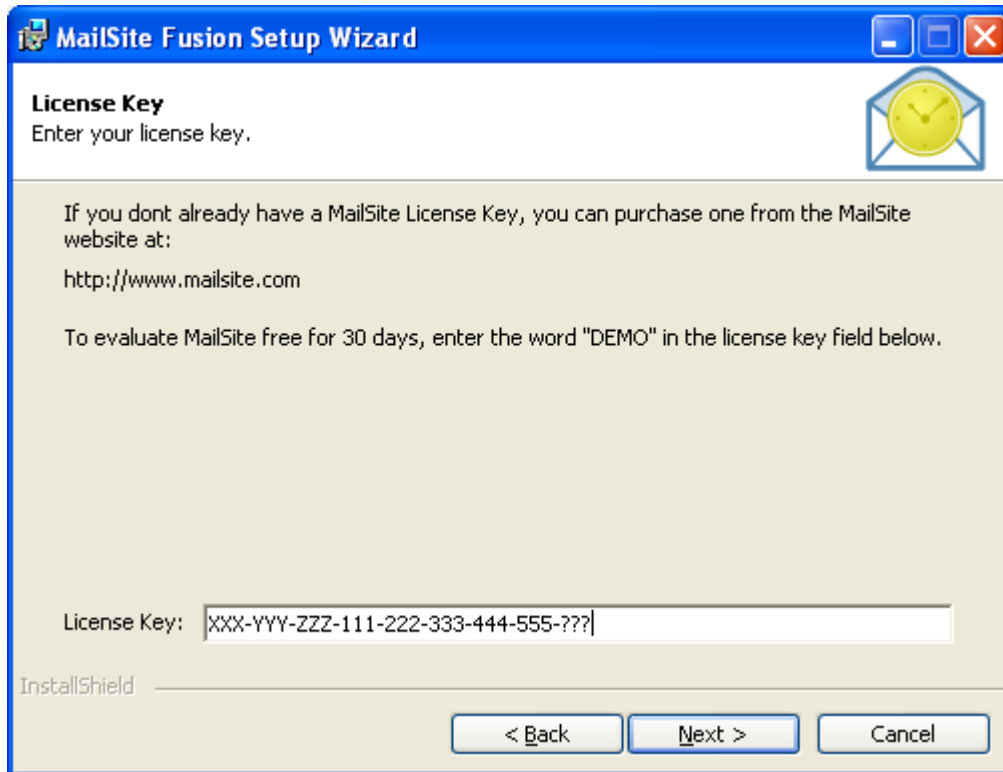 MailSite Fusion Setup Wizard
License Key
Enter your license key.
If you dont already have a MailSite License Key, you can purchase one from the MailSite
website at:
http://www.mailsite.com
To evaluate MailSite free for 30 days, enter the word "DEMO" in the license key field below.
License Key: XXX-YYY-ZZZ-111-222-333-444-555-???
InstallShield
< Back Next > Cancel